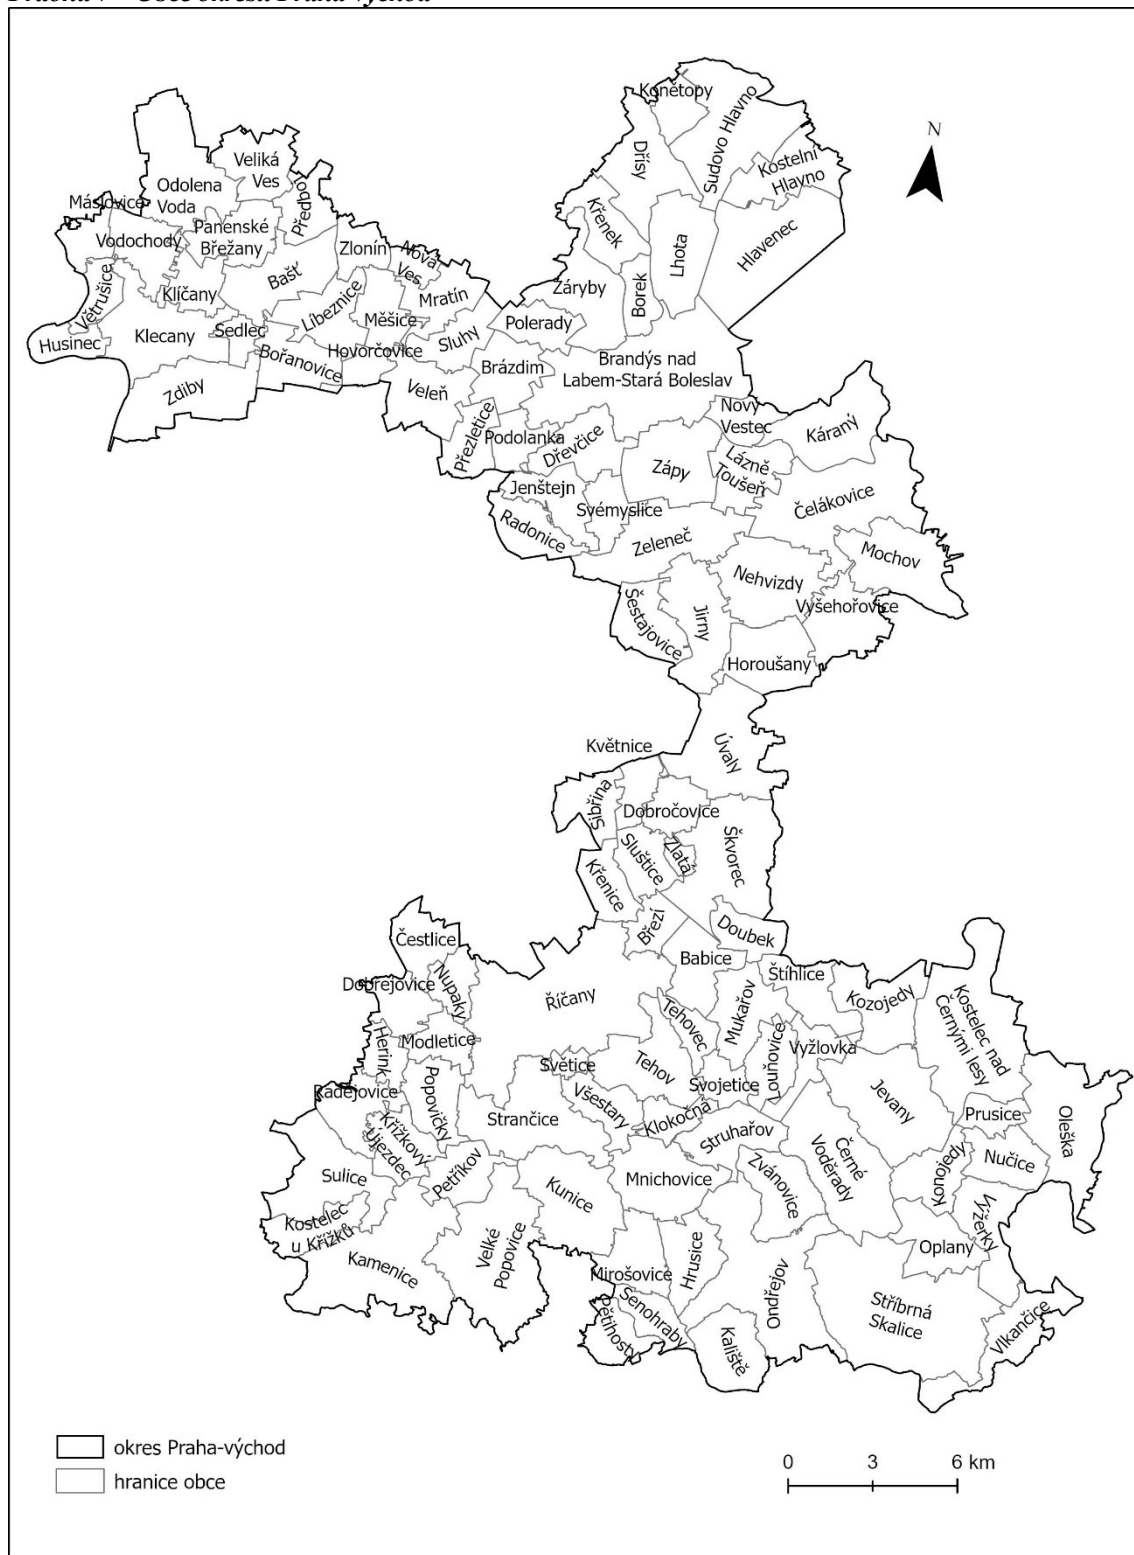 Konětopy
Sudovo Hlavno
Dřísy
Kostelní
Hlavno
N
Veliká
Ves
Odolena
Voda
Předboj
Máslovice
Křenek
Lhota
Hlavenec
Panenské
Břežany
Vodochody
Zlonín
Nová
Ves
Bašť
Záryby
Borek
Větrušice
Klíčany
Líbeznice
Mratín
Měšice
Polerady
Husinec
Klecany
Sedlec
Sluhy
Bořanovice
Hovorčovice
Brázdim
Brandýs nad
Labem-Stará Boleslav
Zdiby
Veleň
Nový
Vestec
Káraný
Přezletice
Podolanka
Dřevčice
Zápy
Lázně
Toušeň
Jenštejn
Svémyslice
Čelákovice
Radonice
Zeleneč
Mochov
Nehvizdy
Šestajovice
Jirny
Vyšehořovice
Horoušany
Květnice
Úvaly
Sibřina
Dobročovice
Sluštice
Zlatá
Škvorec
Křenice
Březí
Doubek
Čestlice
Babice
Štíhlice
Dobřejovice
Nupaky
Říčany
Kozojedy
Kostelec nad
Černými lesy
Tehovec
Mukařov
Herink
Modletice
Louňovice
Vyžlovka
Světice
Tehov
Svojetice
Jevany
Radějovice
Popovičky
Všestary
Strančice
Klokočná
Prusice
Oleška
Křížkový
Újezdec
Struhařov
Černé
Voděrady
Konojedy
Nučice
Sulice
Petříkov
Kunice
Mnichovice
Zvánovice
Kostelec
u Křížků
Výžerky
Velké
Popovice
Oplany
Kamenice
Mirošovice
Hrusice
Ondřejov
Senohraby
Pětihosty
Stříbrná
Skalice
Kaliště
Vlkančice
okres Praha-východ
hranice obce
0 3 6 km